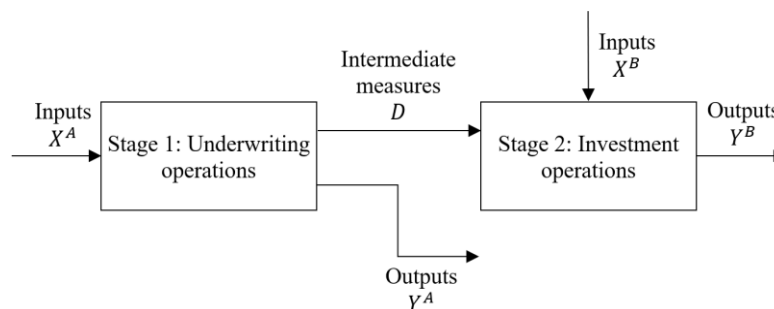 Inputs
X^A
Stage 1: Underwriting
operations
Intermediate
measures
D
Outputs
Y^A
Inputs
X^B
Stage 2: Investment
operations
Outputs
Y^B